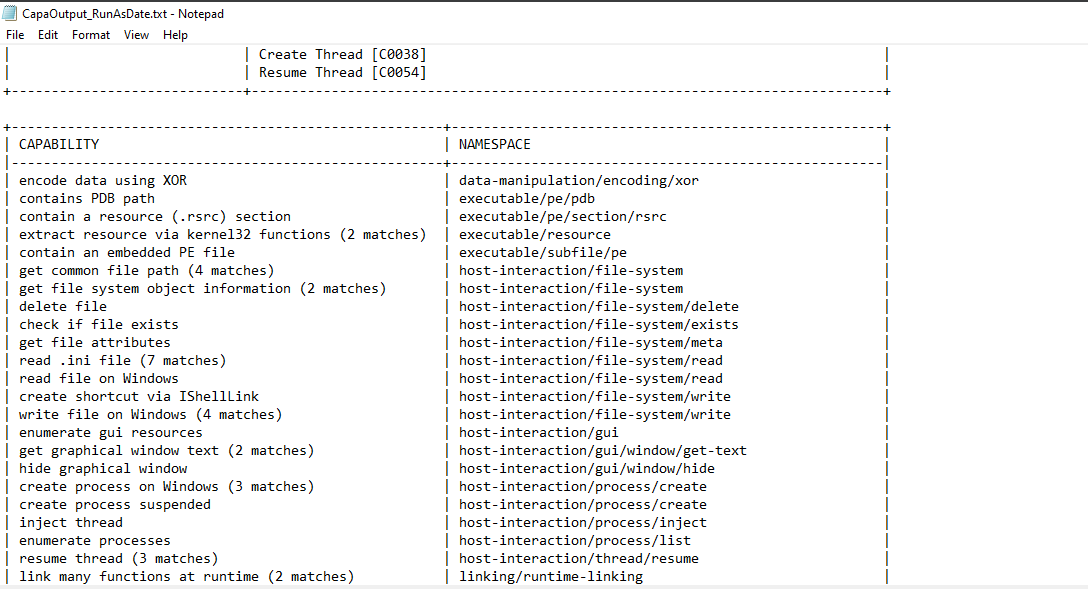 CapaOutput_RunAsDate.txt - Notepad
File Edit Format View Help
| | Create Thread [C0038] |
| | Resume Thread [C0054] |
+-----------------------------+--------------------------------------------------------------------------------+
+------------------------------------------------------+-------------------------------------------------------+
| CAPABILITY | NAMESPACE |
|------------------------------------------------------+-------------------------------------------------------|
| encode data using XOR | data-manipulation/encoding/xor |
| contains PDB path | executable/pe/pdb |
| contain a resource (.rsrc) section | executable/pe/section/rsrc |
| extract resource via kernel32 functions (2 matches) | executable/resource |
| contain an embedded PE file | executable/subfile/pe |
| get common file path (4 matches) | host-interaction/file-system |
| get file system object information (2 matches) | host-interaction/file-system |
| delete file | host-interaction/file-system/delete |
| check if file exists | host-interaction/file-system/exists |
| get file attributes | host-interaction/file-system/meta |
| read .ini file (7 matches) | host-interaction/file-system/read |
| read file on Windows | host-interaction/file-system/read |
| create shortcut via IShellLink | host-interaction/file-system/write |
| write file on Windows (4 matches) | host-interaction/file-system/write |
| enumerate gui resources | host-interaction/gui |
| get graphical window text (2 matches) | host-interaction/gui/window/get-text |
| hide graphical window | host-interaction/gui/window/hide |
| create process on Windows (3 matches) | host-interaction/process/create |
| create process suspended | host-interaction/process/create |
| inject thread | host-interaction/process/inject |
| enumerate processes | host-interaction/process/list |
| resume thread (3 matches) | host-interaction/thread/resume |
| link many functions at runtime (2 matches) | linking/runtime-linking |